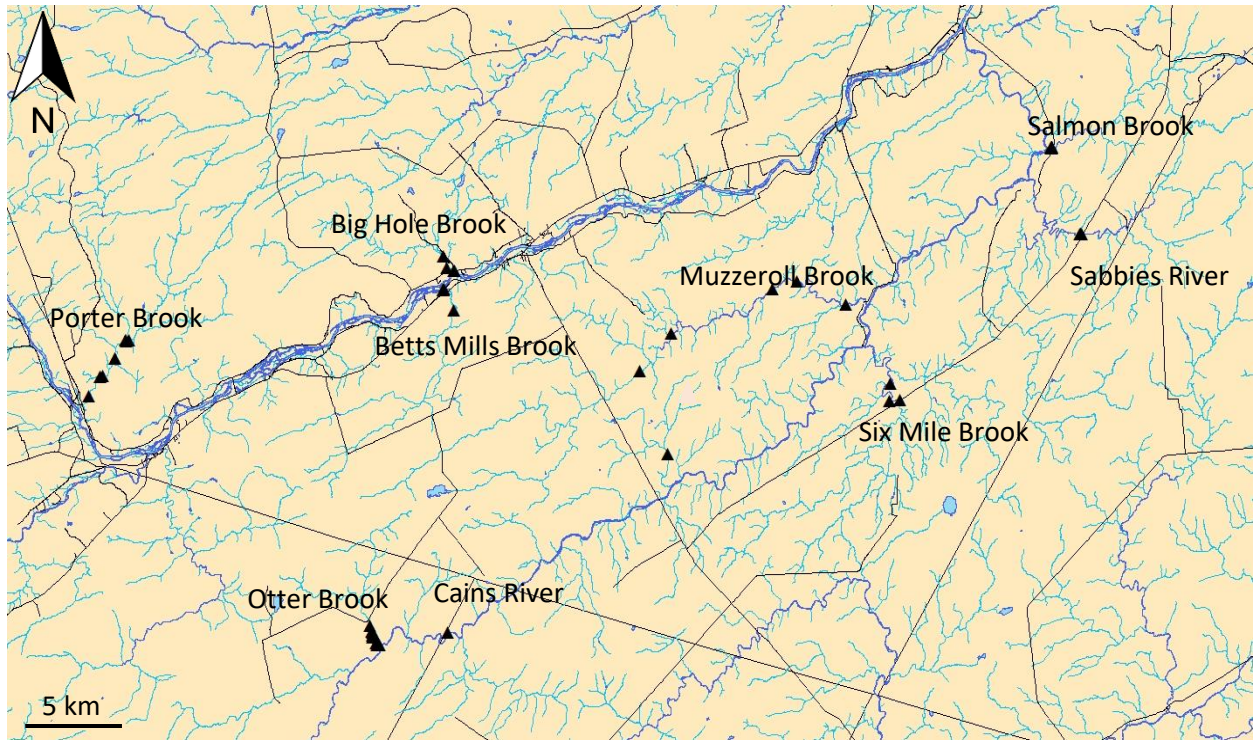 N
Salmon Brook
Big Hole Brook
Muzzeroll Brook
Sabbies River
Porter Brook
Betts Mills Brook
Six Mile Brook
Otter Brook
Cains River
5 km